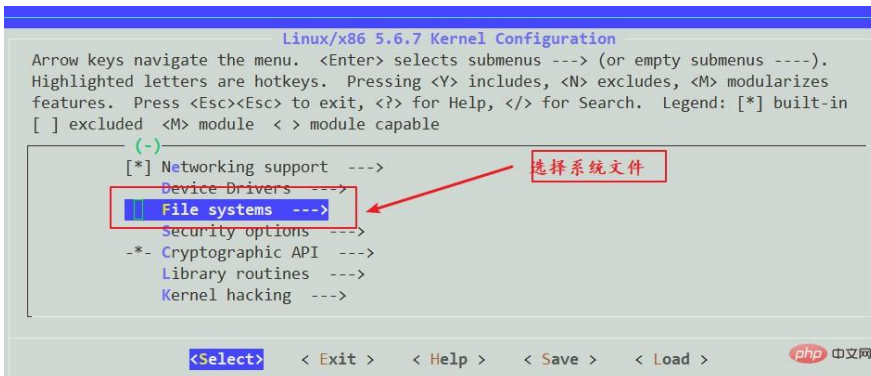 Linux/x86 5.6.7 Kernel Configuration
Arrow keys navigate the menu.  <Enter> selects submenus ---> (or empty submenus ----).
Highlighted letters are hotkeys.  Pressing <Y> includes, <N> excludes, <M> modularizes
features.  Press <Esc><Esc> to exit, <?> for Help, </> for Search.  Legend: [*] built-in
[ ] excluded  <M> module  < > module capable
(-)
[*] Networking support  --->
选择系统文件
Device Drivers  --->
File systems  --->
Security options  --->
-*- Cryptographic API  --->
Library routines  --->
Kernel hacking  --->
<Select>    < Exit >    < Help >    < Save >    < Load >
php 中文网